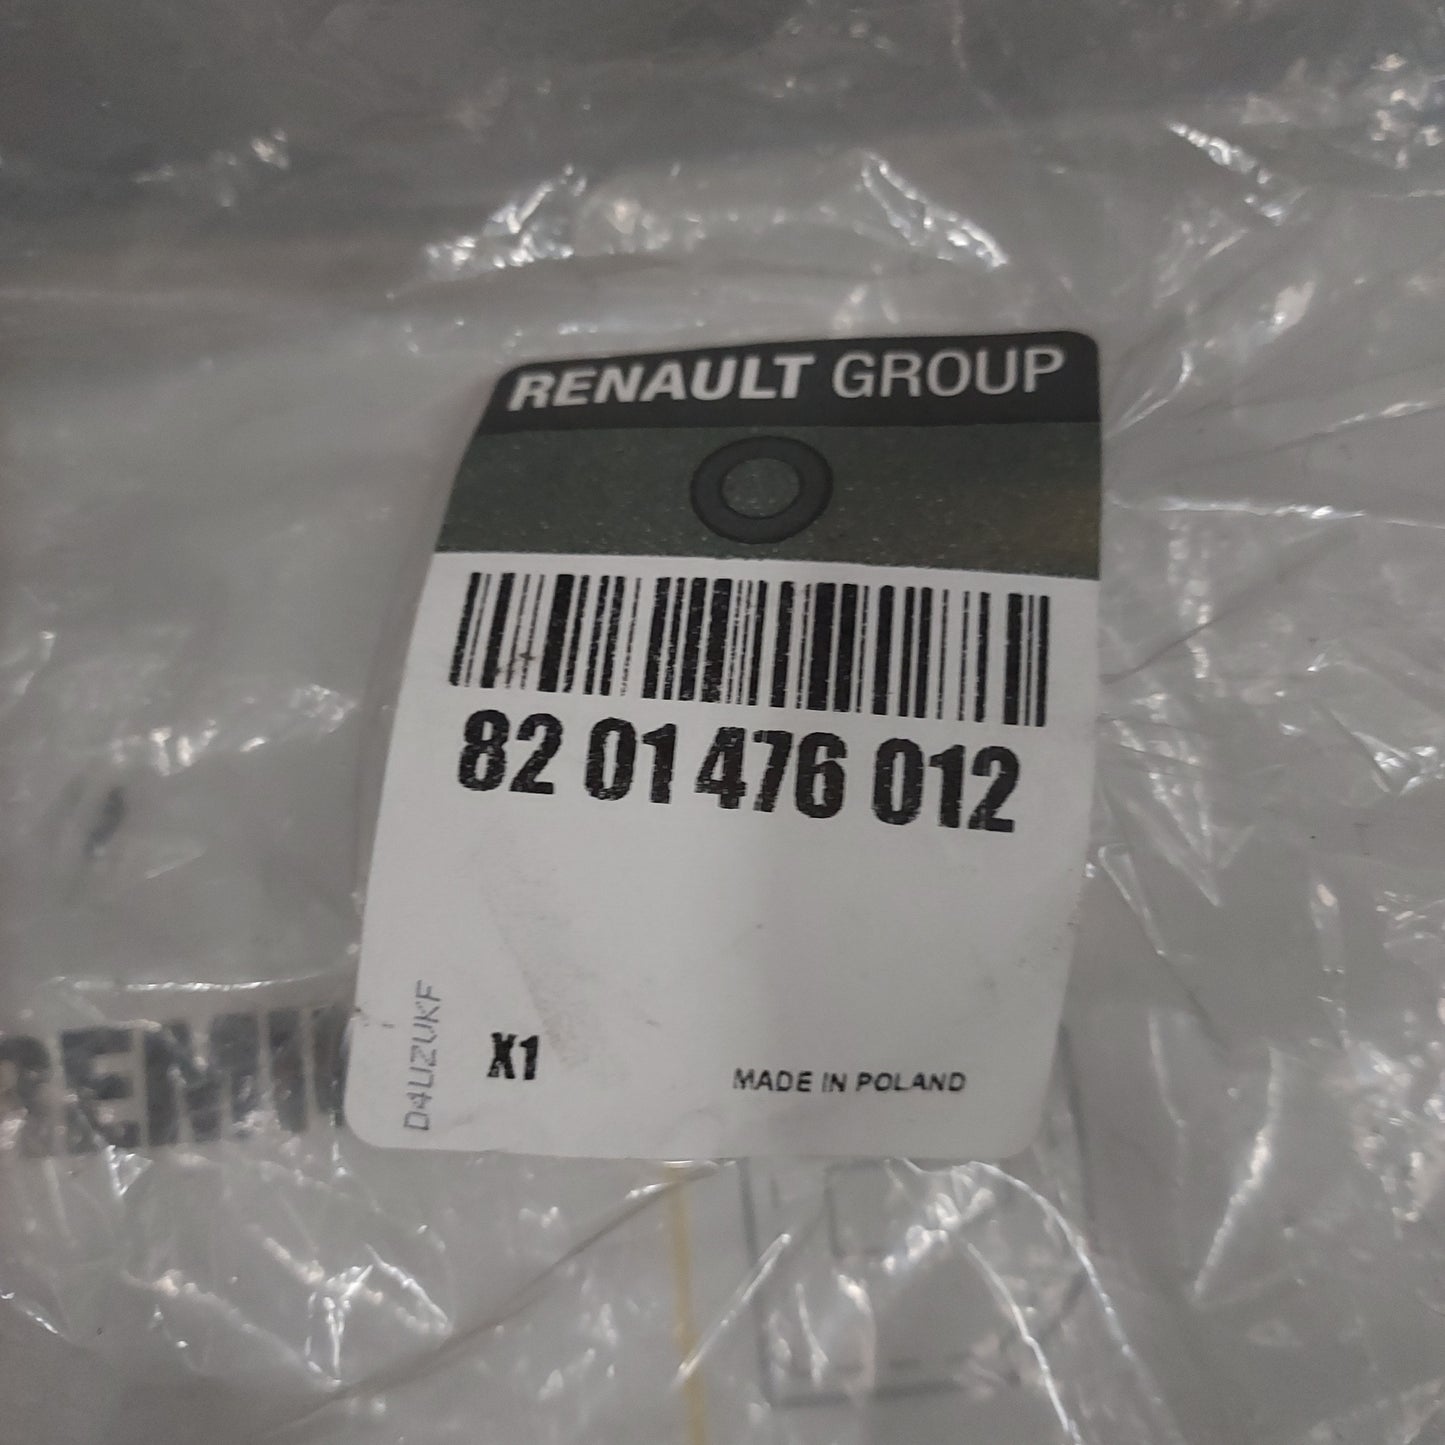 RENAULT GROUP
82 01 476 012
D4UZUKF
X1
MADE IN POLAND